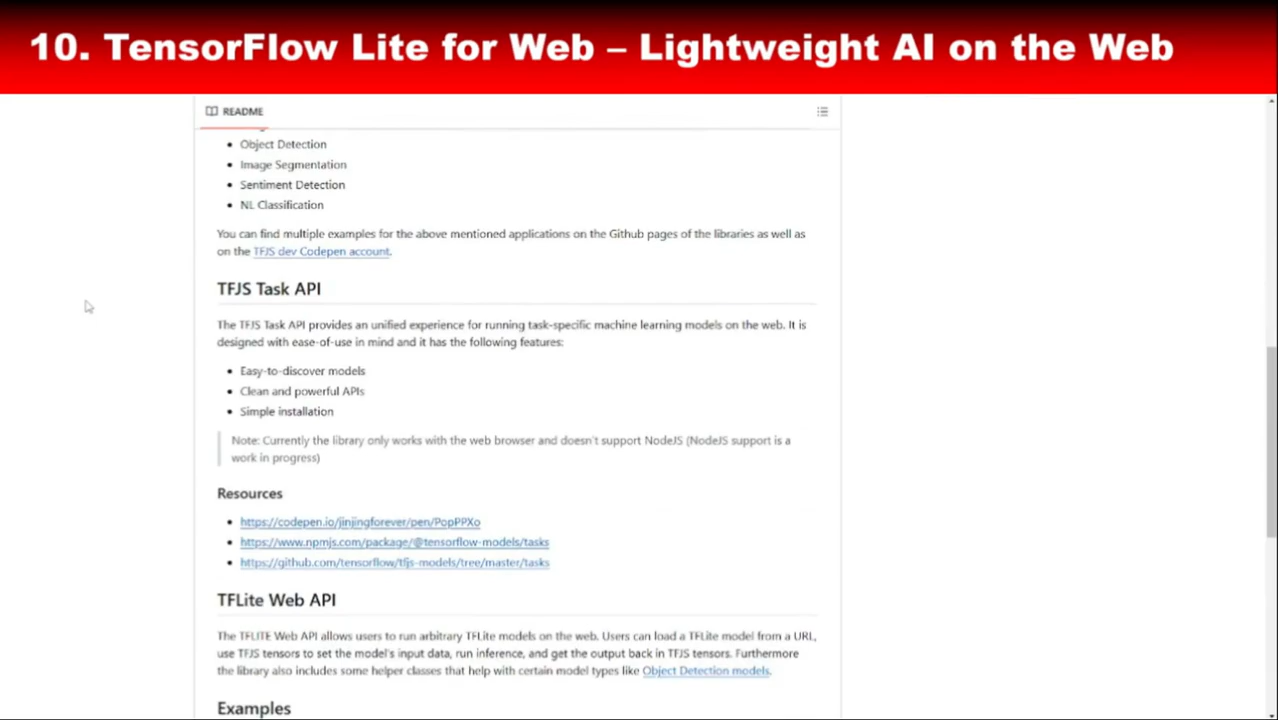 10. TensorFlow Lite for Web – Lightweight AI on the Web
README
Object Detection
Image Segmentation
Sentiment Detection
NL Classification
You can find multiple examples for the above mentioned applications on the Github pages of the libraries as well as
on the TFJS dev Codepen account.
TFJS Task API
The TFJS Task API provides an unified experience for running task-specific machine learning models on the web. It is
designed with ease-of-use in mind and it has the following features:
Easy-to-discover models
Clean and powerful APIs
Simple installation
Note: Currently the library only works with the web browser and doesn't support NodeJS (NodeJS support is a
work in progress)
Resources
https://codepen.io/jinjingforever/pen/PopPPXo
https://www.npmjs.com/package/@tensorflow-models/tasks
https://github.com/tensorflow/tfjs-models/tree/master/tasks
TFLite Web API
The TFLITE Web API allows users to run arbitrary TFLite models on the web. Users can load a TFLite model from a URL,
use TFJS tensors to set the model's input data, run inference, and get the output back in TFJS tensors. Furthermore
the library also includes some helper classes that help with certain model types like Object Detection models.
Examples